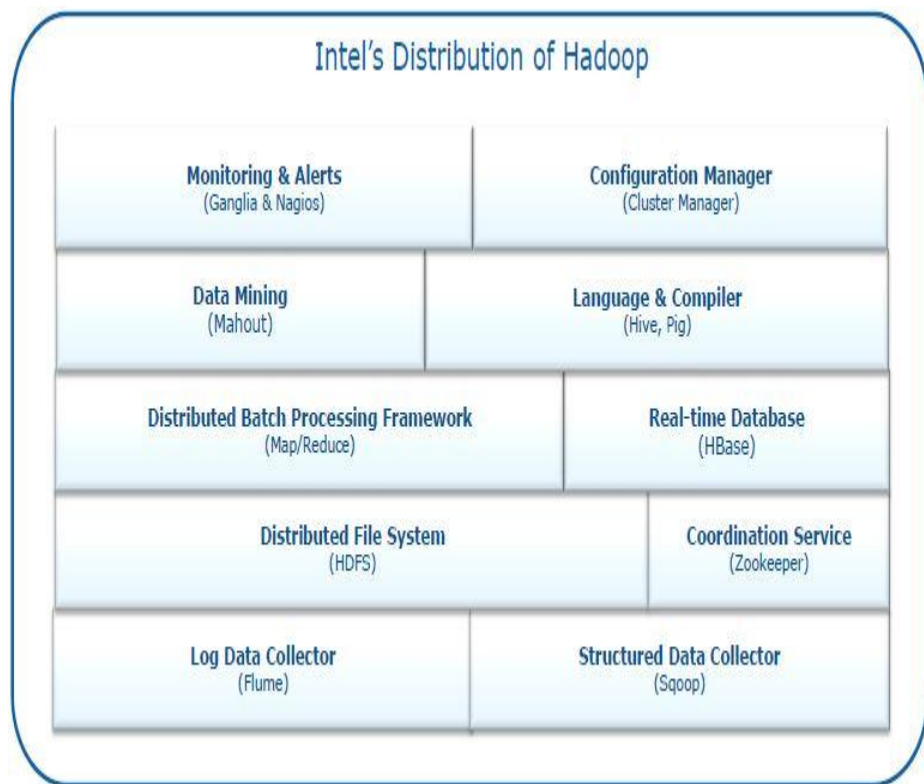 Intel's Distribution of Hadoop
Monitoring & Alerts
(Ganglia & Nagios)
Configuration Manager
(Cluster Manager)
Data Mining
(Mahout)
Language & Compiler
(Hive, Pig)
Distributed Batch Processing Framework
(Map/Reduce)
Real-time Database
(HBase)
Distributed File System
(HDFS)
Coordination Service
(Zookeeper)
Log Data Collector
(Flume)
Structured Data Collector
(Sqoop)